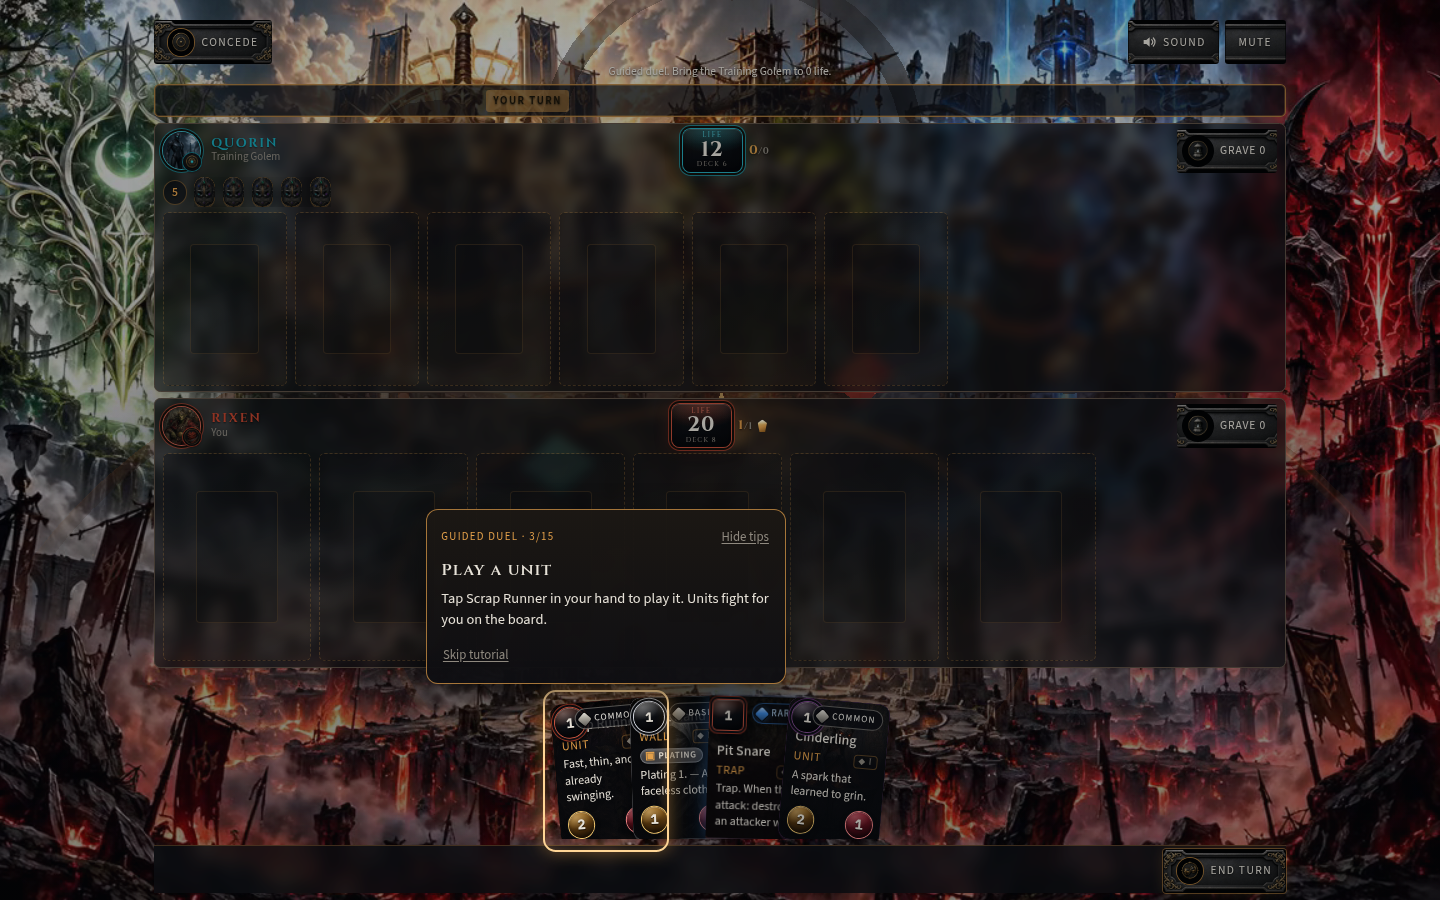 CONCEDE
SOUND
MUTE
Guided duel. Bring the Training Golem to 0 life.
YOUR TURN
QUORIN
Training Golem
LIFE
12
DECK 6
0/0
GRAVE 0
5
RIXEN
You
LIFE
20
DECK 8
1/1
GRAVE 0
GUIDED DUEL · 3/15
Hide tips
PLAY A UNIT
Tap Scrap Runner in your hand to play it. Units fight for
you on the board.
Skip tutorial
1
COMMO
UNIT
Fast, thin, and
already
swinging.
2
1
BASI
WALL
PLATING
Plating 1. — A
faceless cloth
1
1
RAR
Pit Snare
TRAP
Trap. When th
attack: destro
an attacker w
1
COMMON
Cinderling
UNIT
1
A spark that
learned to grin.
2
1
END TURN